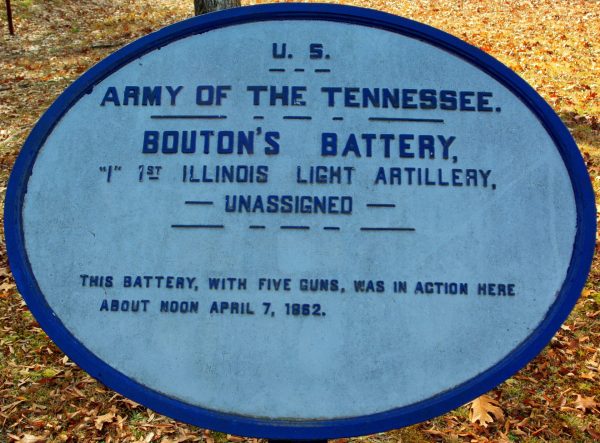 U. S.
ARMY OF THE TENNESSEE.
BOUTON'S BATTERY,
"I" 1ST ILLINOIS LIGHT ARTILLERY,
— UNASSIGNED —
THIS BATTERY, WITH FIVE GUNS, WAS IN ACTION HERE
ABOUT NOON APRIL 7, 1862.